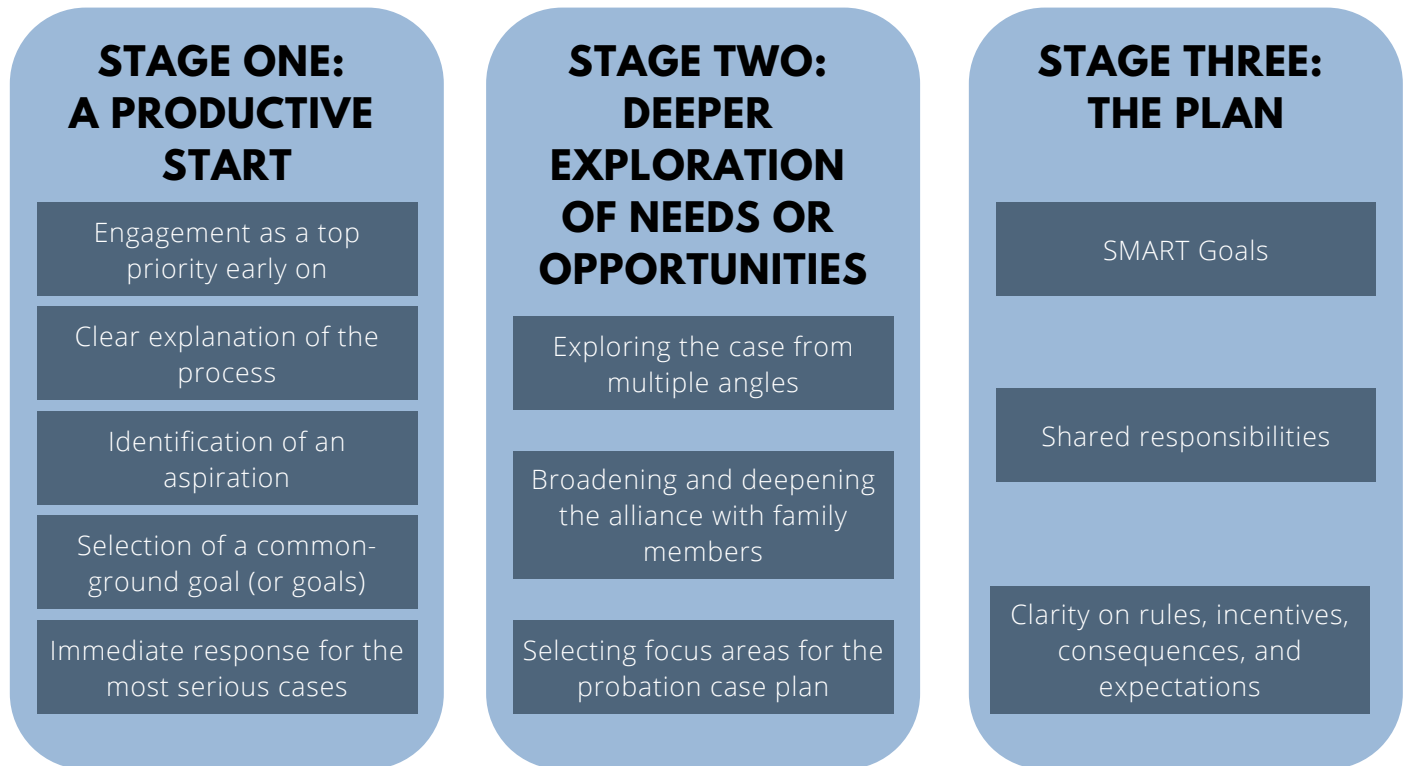 STAGE ONE:
A PRODUCTIVE
START
Engagement as a top
priority early on
Clear explanation of the
process
Identification of an
aspiration
Selection of a common-
ground goal (or goals)
Immediate response for the
most serious cases
STAGE TWO:
DEEPER
EXPLORATION
OF NEEDS OR
OPPORTUNITIES
Exploring the case from
multiple angles
Broadening and deepening
the alliance with family
members
Selecting focus areas for the
probation case plan
STAGE THREE:
THE PLAN
SMART Goals
Shared responsibilities
Clarity on rules, incentives,
consequences, and
expectations